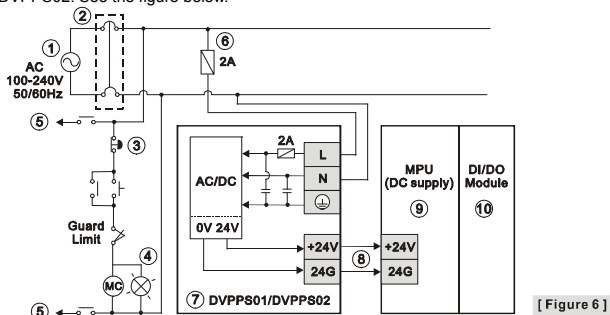 DVPPS02. See the figure below.
2
1
AC
100-240V
50/60Hz
6
2A
5
3
Guard
Limit
4
MC
5
2A
L
N
AC/DC
0V 24V
+24V
24G
7 DVPPS01/DVPPS02
8
MPU
(DC supply)
9
+24V
24G
DI/DO
Module
10
[ Figure 6 ]